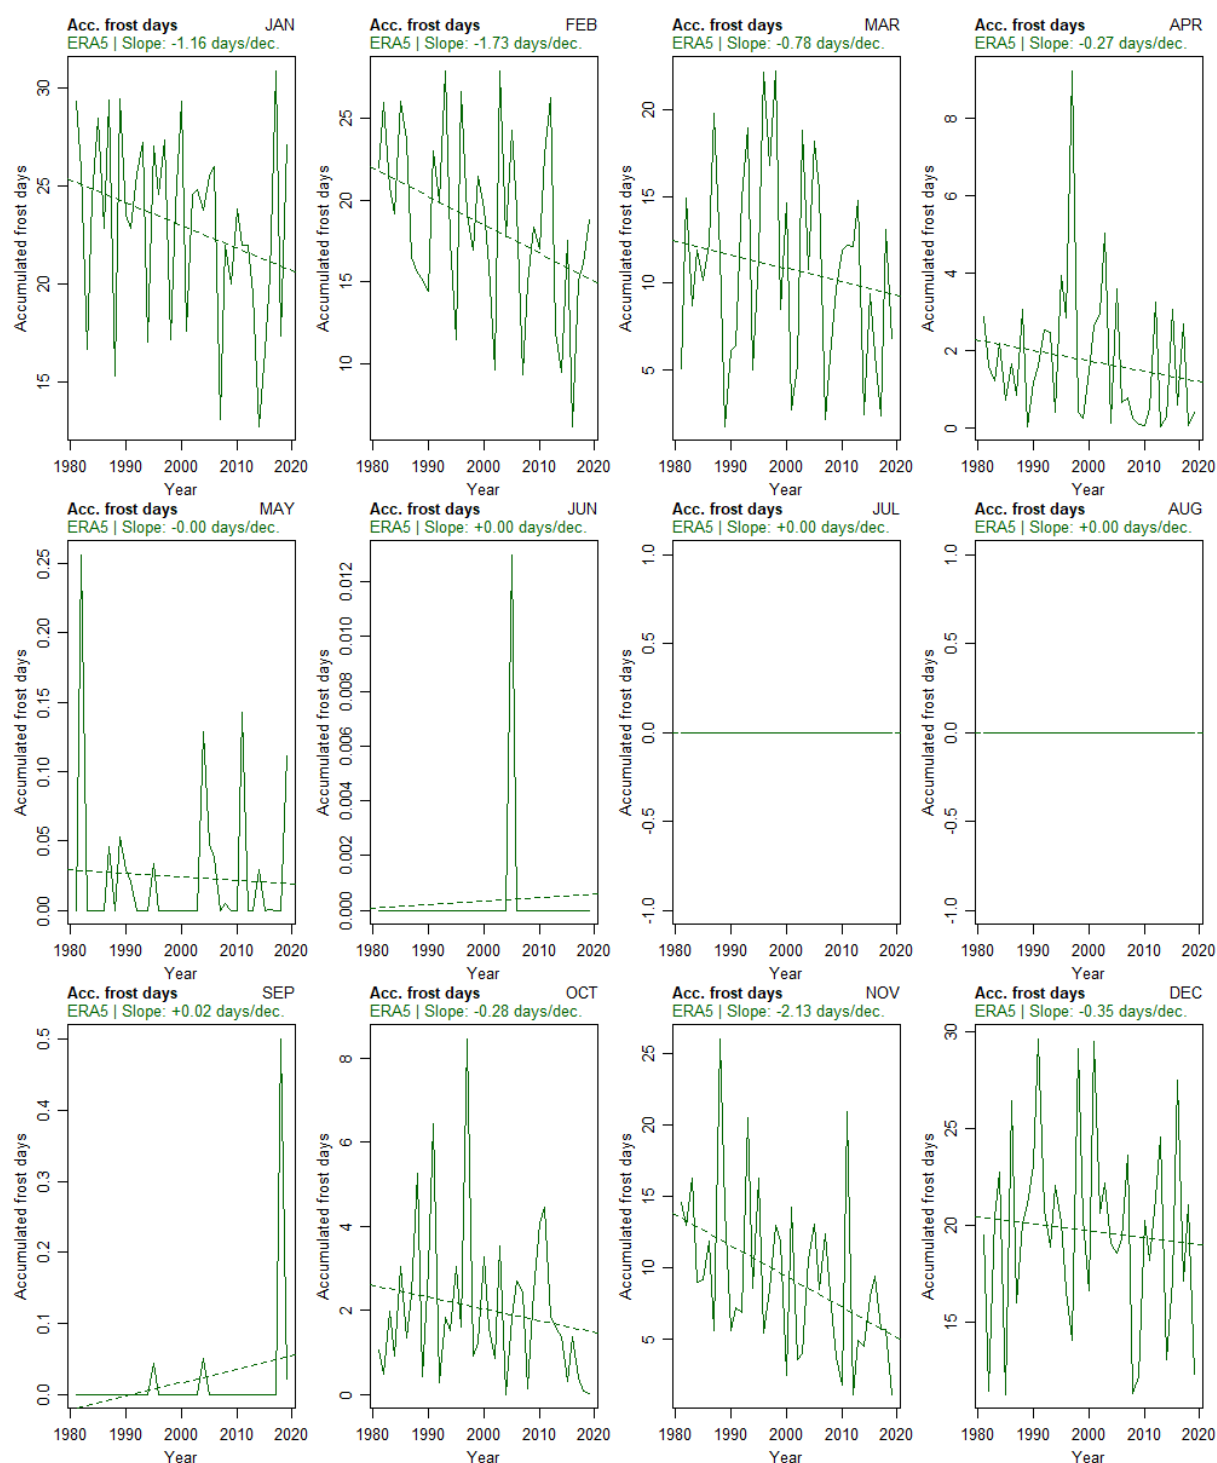 Acc. frost days JAN
ERA5 | Slope: -1.16 days/dec.
Accumulated frost days
30
25
20
15
1980 1990 2000 2010 2020
Year
Acc. frost days FEB
ERA5 | Slope: -1.73 days/dec.
Accumulated frost days
25
20
15
10
1980 1990 2000 2010 2020
Year
Acc. frost days MAR
ERA5 | Slope: -0.78 days/dec.
Accumulated frost days
20
15
10
5
1980 1990 2000 2010 2020
Year
Acc. frost days APR
ERA5 | Slope: -0.27 days/dec.
Accumulated frost days
8
6
4
2
0
1980 1990 2000 2010 2020
Year
Acc. frost days MAY
ERA5 | Slope: -0.00 days/dec.
Accumulated frost days
0.25
0.20
0.15
0.10
0.05
0.00
1980 1990 2000 2010 2020
Year
Acc. frost days JUN
ERA5 | Slope: +0.00 days/dec.
Accumulated frost days
0.012
0.010
0.008
0.006
0.004
0.002
0.000
1980 1990 2000 2010 2020
Year
Acc. frost days JUL
ERA5 | Slope: +0.00 days/dec.
Accumulated frost days
1.0
0.5
0.0
-0.5
-1.0
1980 1990 2000 2010 2020
Year
Acc. frost days AUG
ERA5 | Slope: +0.00 days/dec.
Accumulated frost days
1.0
0.5
0.0
-0.5
-1.0
1980 1990 2000 2010 2020
Year
Acc. frost days SEP
ERA5 | Slope: +0.02 days/dec.
Accumulated frost days
0.5
0.4
0.3
0.2
0.1
0.0
1980 1990 2000 2010 2020
Year
Acc. frost days OCT
ERA5 | Slope: -0.28 days/dec.
Accumulated frost days
8
6
4
2
0
1980 1990 2000 2010 2020
Year
Acc. frost days NOV
ERA5 | Slope: -2.13 days/dec.
Accumulated frost days
25
20
15
10
5
1980 1990 2000 2010 2020
Year
Acc. frost days DEC
ERA5 | Slope: -0.35 days/dec.
Accumulated frost days
30
25
20
15
1980 1990 2000 2010 2020
Year